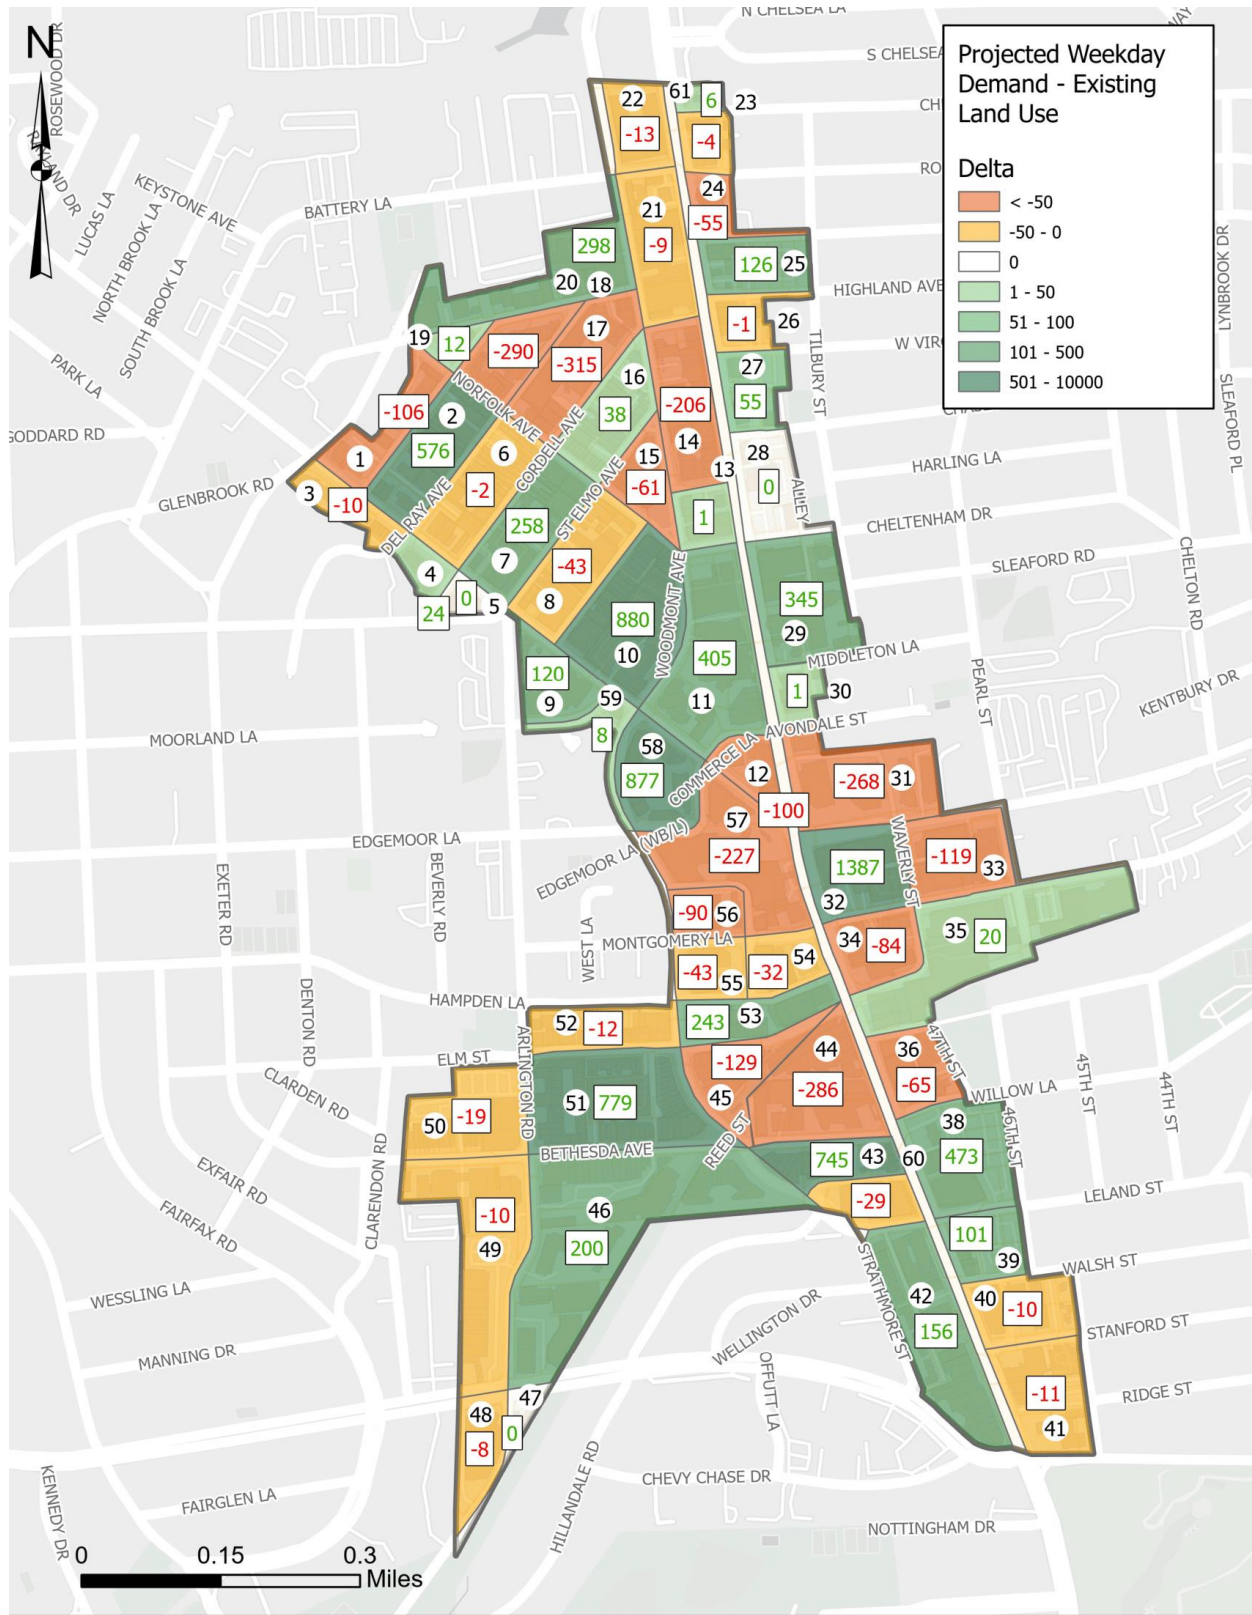 N CHELSEA LA
WAY
S CHELSEA
N
ROSEWOOD DR
Projected Weekday
Demand - Existing
Land Use
Delta
< -50
-50 - 0
0
1 - 50
51 - 100
101 - 500
501 - 10000
22
61
6
23
-13
-4
LUCAS LA
KEYSTONE AVE
BATTERY LA
NORTH BROOK LA
SOUTH BROOK LA
24
21
-55
298
-9
126
25
20
18
HIGHLAND AVE
LYNBROOK DR
17
-1
26
19
12
-290
TILBURY ST
-315
16
27
PARK LA
NORFOLK AVE
-106
2
38
-206
55
SLEAFORD PL
GODDARD RD
576
6
CORDELL AVE
14
28
1
15
13
HARLING LA
3
-10
GLENBROOK RD
-2
-61
0
ALLEY
DEL RAY AVE
258
ST ELMO AVE
1
CHELTENHAM DR
7
-43
SLEAFORD RD
CHELTON RD
4
24
0
5
8
WOODMONT AVE
345
880
29
10
405
MIDDLETON LA
120
9
59
11
1
30
PEARL ST
KENTBURY DR
8
58
AVONDALE ST
MOORLAND LA
877
COMMERCE LA
12
-268
31
-100
57
EDGEMOOR LA
EDGEMOOR LA (WB/L)
-227
1387
WAVERLY ST
-119
33
EXETER RD
BEVERLY RD
32
-90
56
34
-84
35
20
WEST LA
MONTGOMERY LA
-43
55
-32
54
DENTON RD
HAMPDEN LA
52
-12
243
53
ARLINGTON RD
ELM ST
-129
44
36
47TH ST
-286
45
-65
WILLOW LA
45TH ST
44TH ST
CLARDEN RD
50
-19
51
779
REED ST
38
46TH ST
BETHESDA AVE
745
43
60
473
EXFAIR RD
CLARENDON RD
LELAND ST
FAIRFAX RD
-10
46
-29
49
200
101
39
STRATHMORE ST
WALSH ST
WESSLING LA
42
40
-10
WELLINGTON DR
156
STANFORD ST
MANNING DR
OFFUTT LA
-11
RIDGE ST
47
48
0
-8
41
KENNEDY DR
HILLANDALE RD
CHEVY CHASE DR
FAIRGLEN LA
NOTTINGHAM DR
0 0.15 0.3
Miles